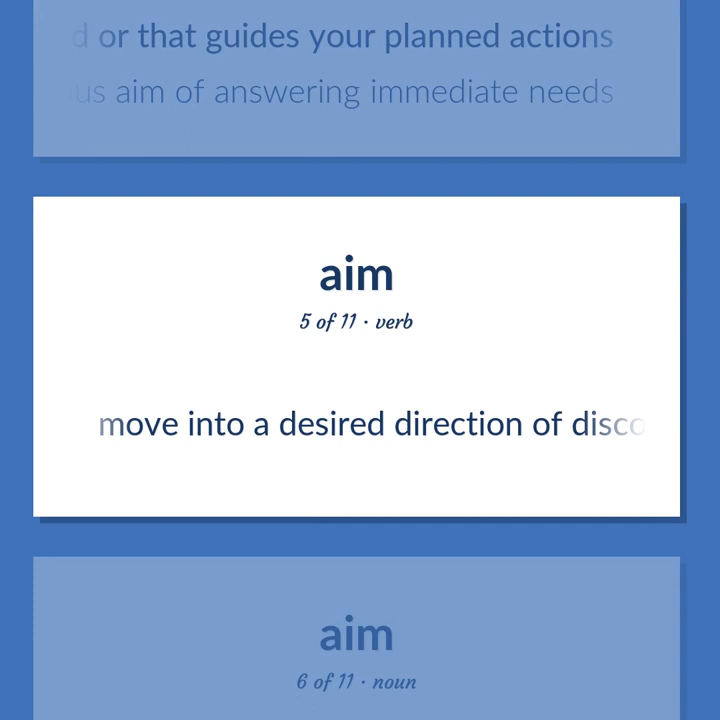 or that guides your planned actions
aim of answering immediate needs
aim
5 of 11 · verb
move into a desired direction of
aim
6 of 11 · noun